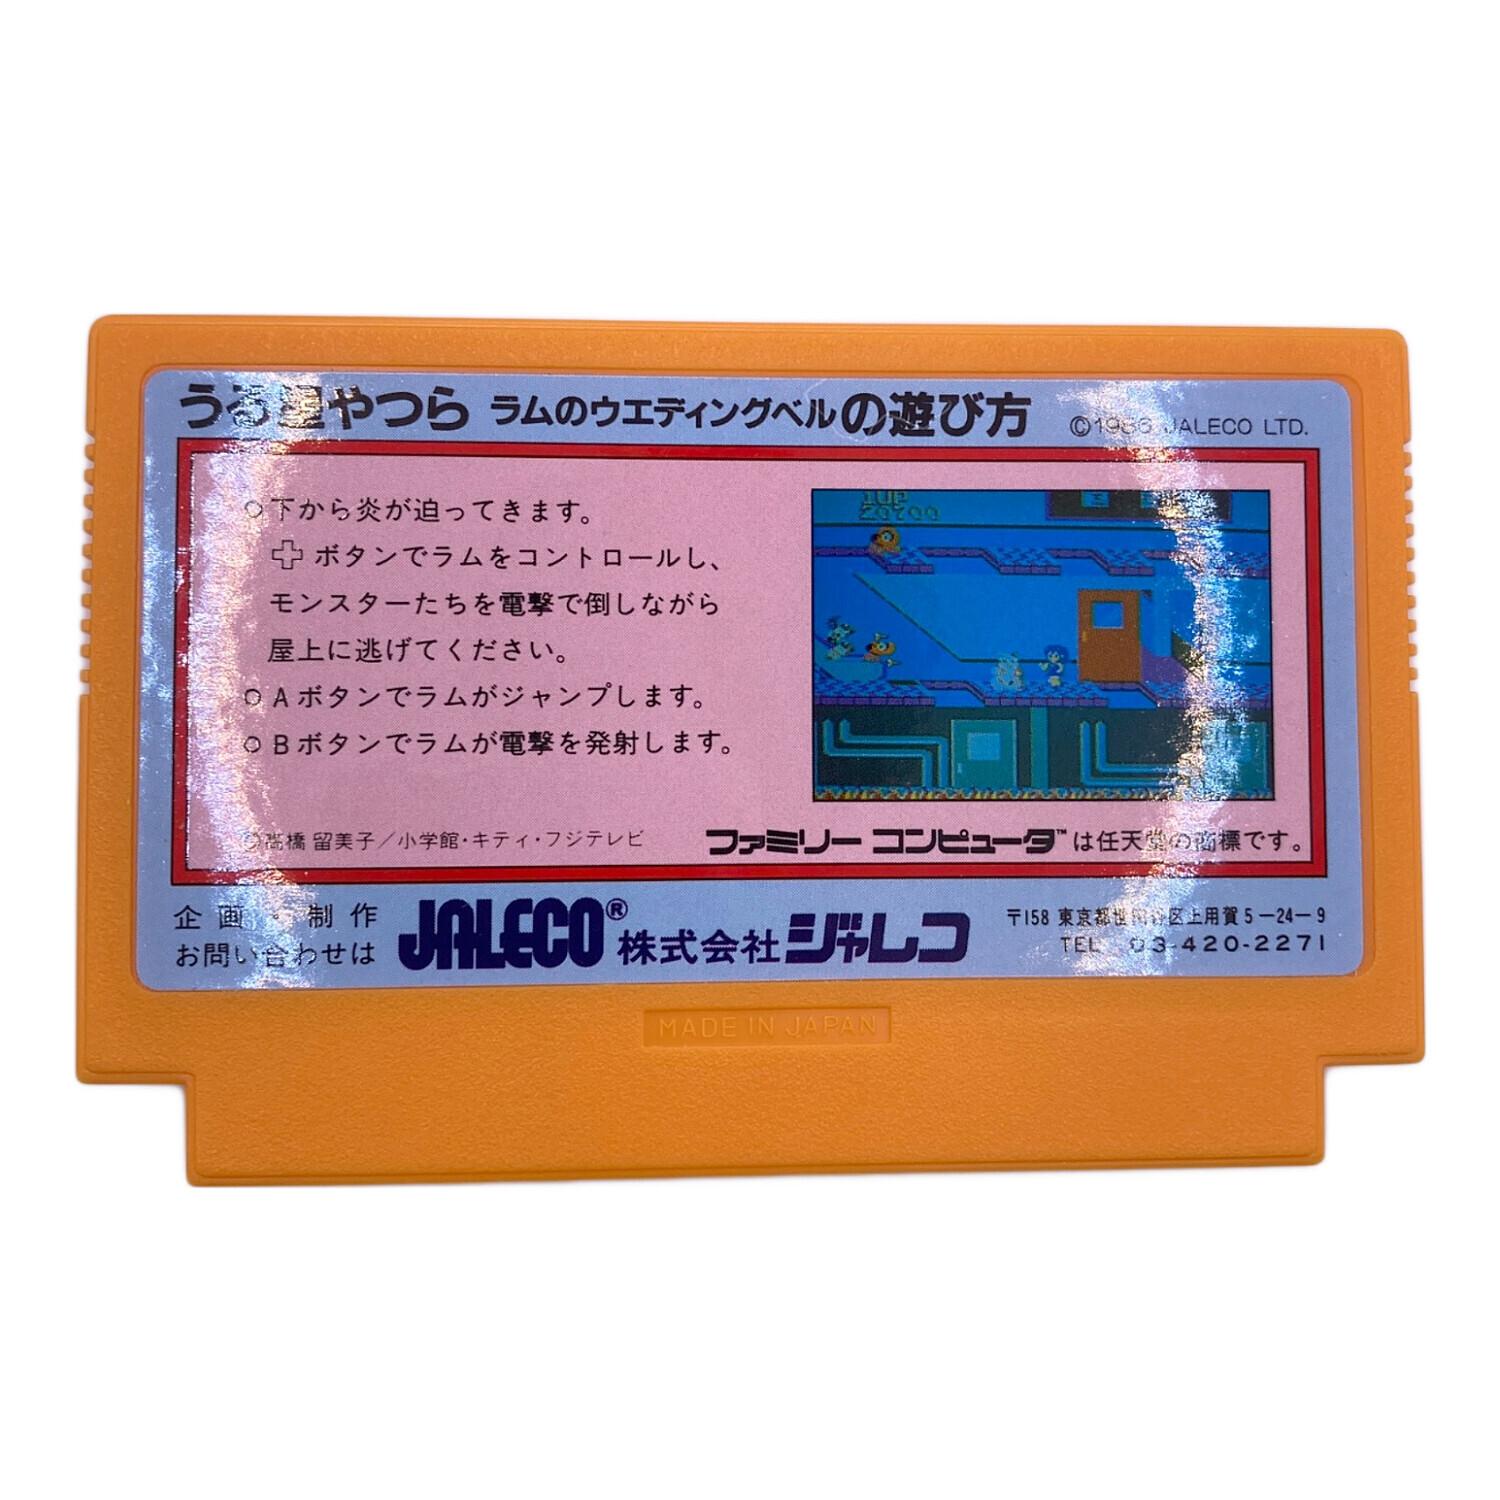 うる星やつら ラムのウエディングベルの遊び方 ©1986 JALECO LTD.
○下から炎が迫ってきます。
ボタンでラムをコントロールし、
モンスターたちを電撃で倒しながら
屋上に逃げてください。
○Aボタンでラムがジャンプします。
○Bボタンでラムが電撃を発射します。
1UP
20700
©高橋 留美子／小学館・キティ・フジテレビ
ファミリー コンピュータ™は任天堂の商標です。
企画・制作
お問い合わせは
JALECO® 株式会社ジャレコ
〒158 東京都世田谷区上用賀5-24-9
TEL 03-420-2271
MADE IN JAPAN